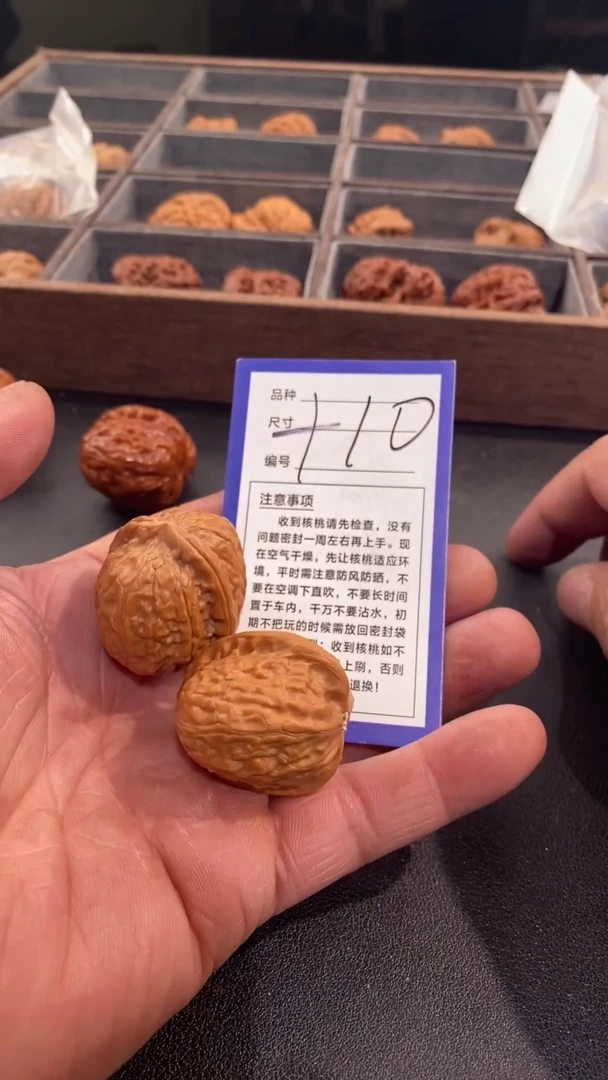 品种
尺寸
编号
+10
注意事项
收到核桃请先检查，没有
问题密封一周左右再上手。现
在空气干燥，先让核桃适应环
境，平时需注意防风防晒，不
要在空调下直吹，不要长时间
置于车内，千万不要沾水，初
期不把玩的时候需放回密封袋
：收到核桃如不
上刷，否则
退换！